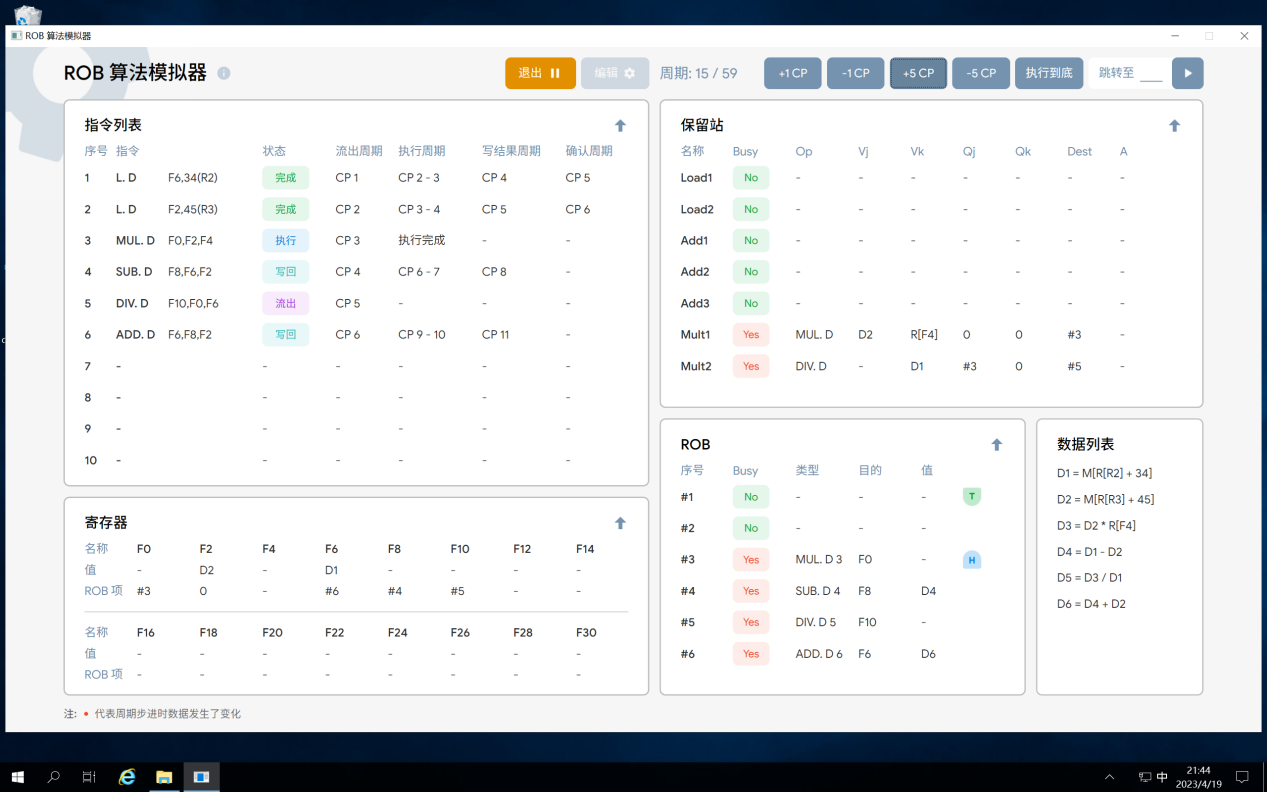 ROB 算法模拟器
ROB 算法模拟器
退出 编辑 周期: 15 / 59 +1 CP -1 CP +5 CP -5 CP 执行到底 跳转至 ___
指令列表
序号 指令 状态 流出周期 执行周期 写结果周期 确认周期
1 L. D F6,34(R2) 完成 CP 1 CP 2 - 3 CP 4 CP 5
2 L. D F2,45(R3) 完成 CP 2 CP 3 - 4 CP 5 CP 6
3 MUL. D F0,F2,F4 执行 CP 3 执行完成 - -
4 SUB. D F8,F6,F2 写回 CP 4 CP 6 - 7 CP 8 -
5 DIV. D F10,F0,F6 流出 CP 5 - - -
6 ADD. D F6,F8,F2 写回 CP 6 CP 9 - 10 CP 11 -
7 - - - - - -
8 - - - - - -
9 - - - - - -
10 - - - - - -
保留站
名称 Busy Op Vj Vk Qj Qk Dest A
Load1 No - - - - - - -
Load2 No - - - - - - -
Add1 No - - - - - - -
Add2 No - - - - - - -
Add3 No - - - - - - -
Mult1 Yes MUL. D D2 R[F4] 0 0 #3 -
Mult2 Yes DIV. D - D1 #3 0 #5 -
寄存器
名称 F0 F2 F4 F6 F8 F10 F12 F14
值 - D2 - D1 - - - -
ROB 项 #3 0 - #6 #4 #5 - -
名称 F16 F18 F20 F22 F24 F26 F28 F30
值 - - - - - - - -
ROB 项 - - - - - - - -
ROB
序号 Busy 类型 目的 值
#1 No - - - T
#2 No - - -
#3 Yes MUL. D 3 F0 - H
#4 Yes SUB. D 4 F8 D4
#5 Yes DIV. D 5 F10 -
#6 Yes ADD. D 6 F6 D6
数据列表
D1 = M[R[R2] + 34]
D2 = M[R[R3] + 45]
D3 = D2 * R[F4]
D4 = D1 - D2
D5 = D3 / D1
D6 = D4 + D2
注: • 代表周期步进时数据发生了变化
中
21:44
2023/4/19